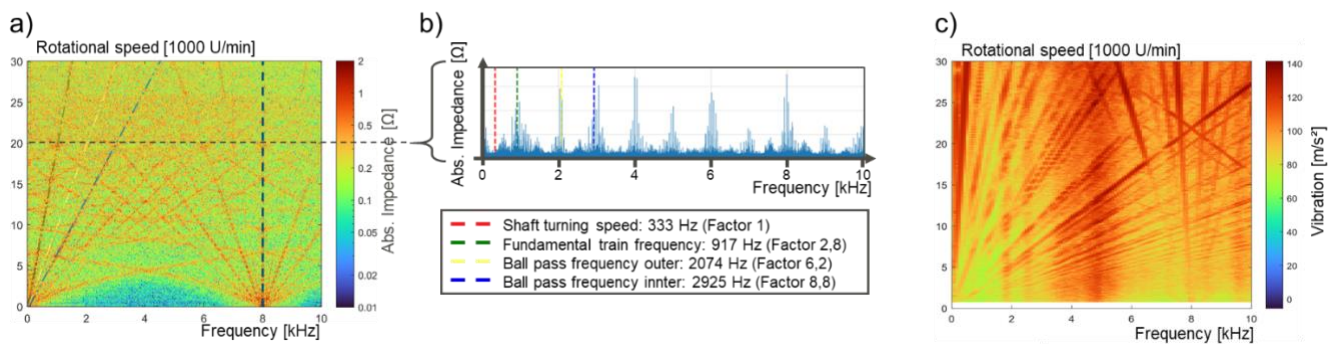 a)
Rotational speed [1000 U/min]
30
25
20
15
10
5
0
0 2 4 6 8 10
Frequency [kHz]
2
1
0.5
0.2
0.1
0.05
0.02
0.01
Abs. Impedance [Ω]
b)
Abs. Impedance [Ω]
0 2 4 6 8 10
Frequency [kHz]
Shaft turning speed: 333 Hz (Factor 1)
Fundamental train frequency: 917 Hz (Factor 2,8)
Ball pass frequency outer: 2074 Hz (Factor 6,2)
Ball pass frequency innter: 2925 Hz (Factor 8,8)
c)
Rotational speed [1000 U/min]
30
25
20
15
10
5
0
0 2 4 6 8 10
Frequency [kHz]
140
120
100
80
60
40
20
0
Vibration [m/s²]